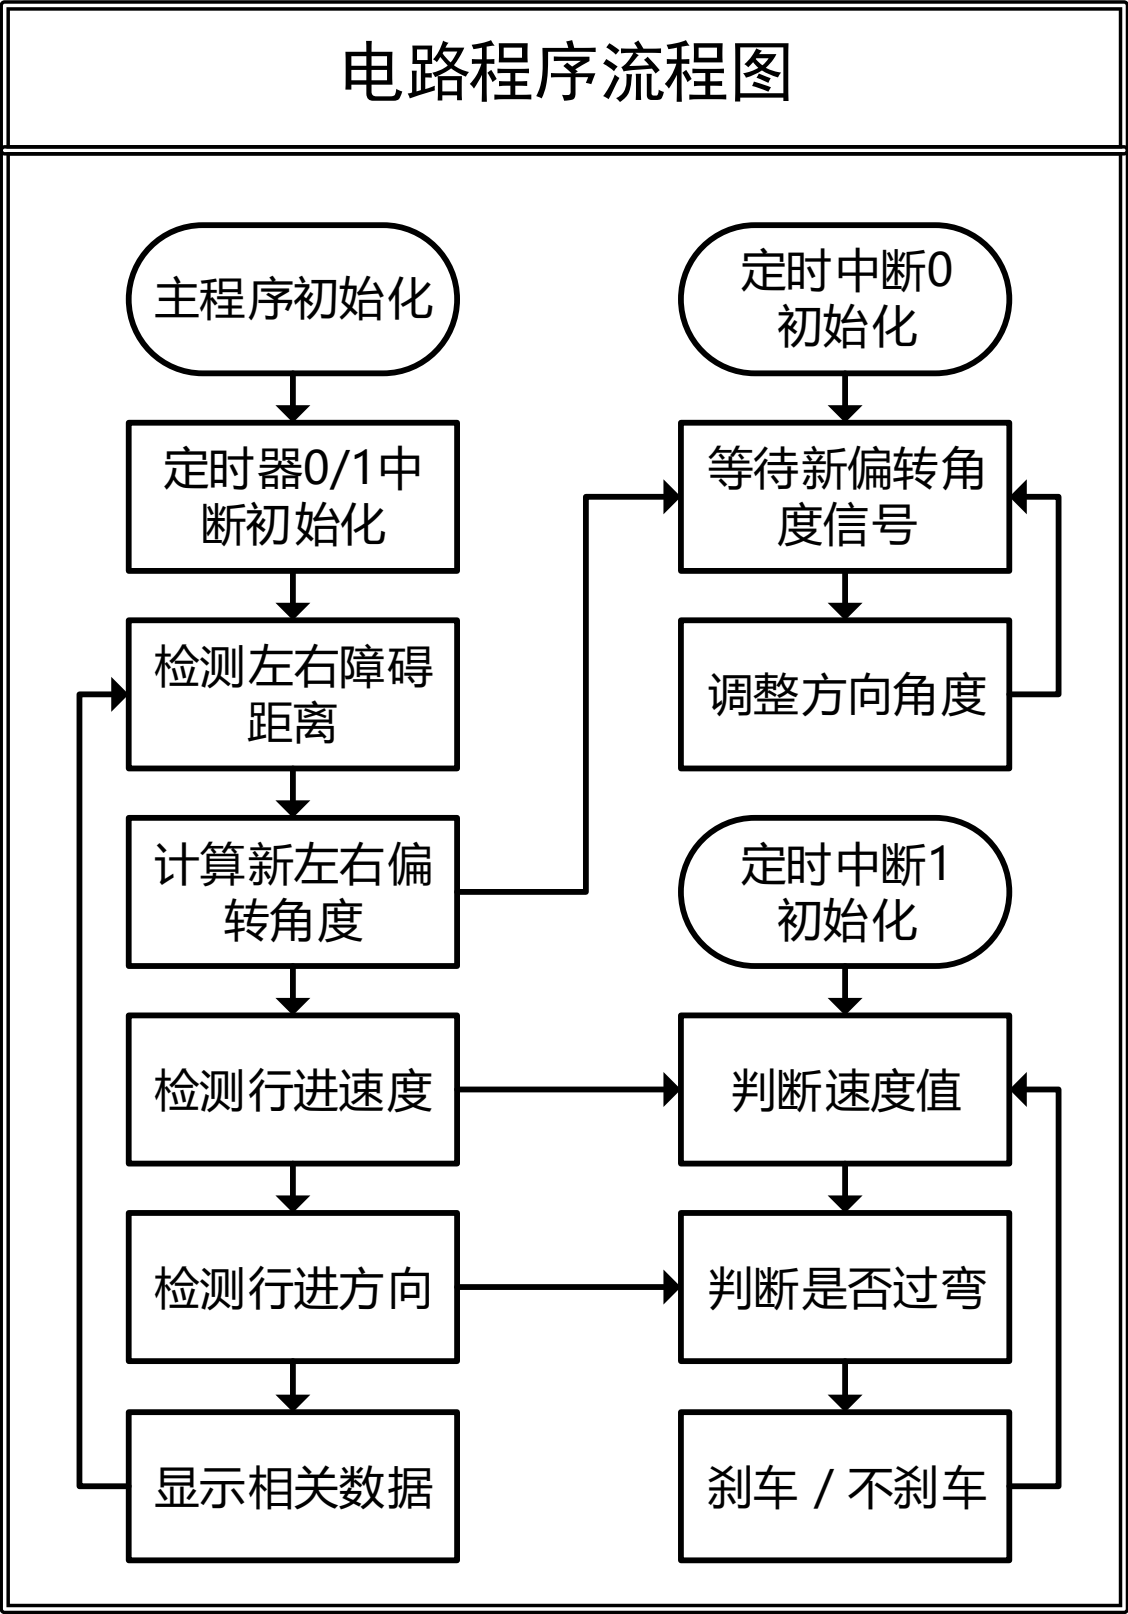 电路程序流程图
主程序初始化
定时器0/1中
断初始化
检测左右障碍
距离
计算新左右偏
转角度
检测行进速度
检测行进方向
显示相关数据
定时中断0
初始化
等待新偏转角
度信号
调整方向角度
定时中断1
初始化
判断速度值
判断是否过弯
刹车 / 不刹车